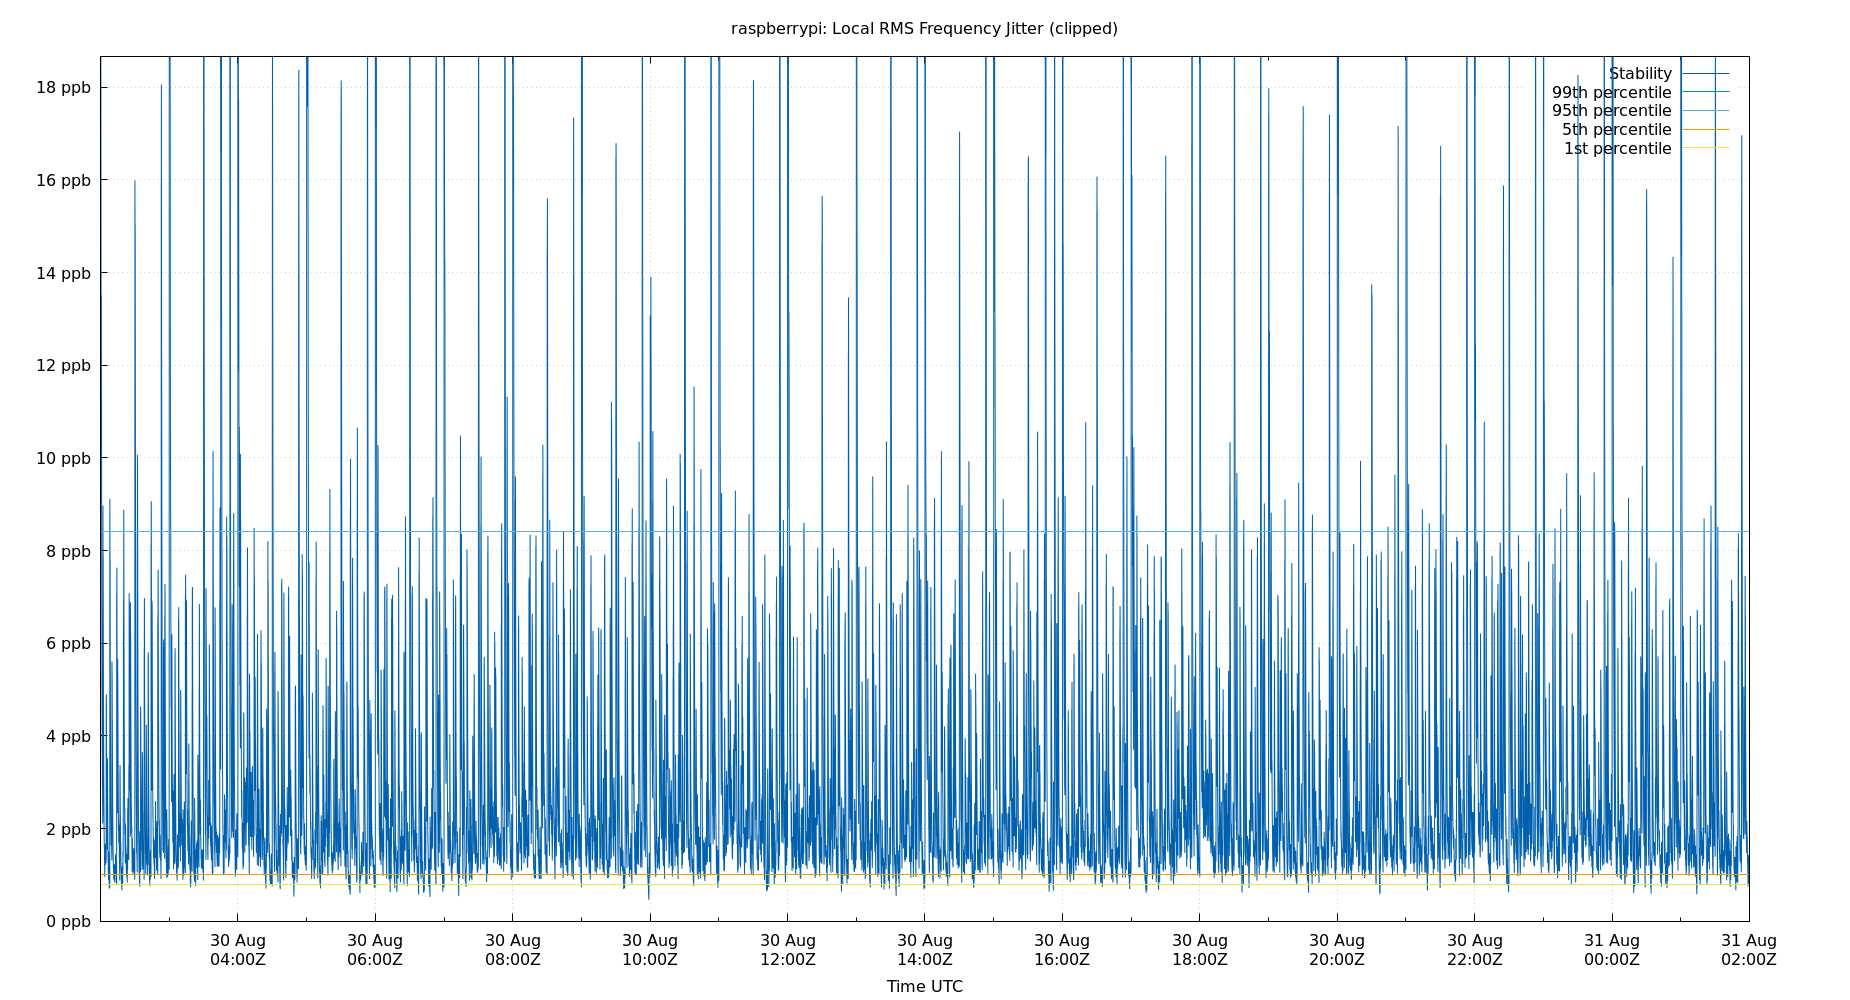 raspberrypi: Local RMS Frequency Jitter (clipped)
Stability
99th percentile
95th percentile
5th percentile
1st percentile
18 ppb
16 ppb
14 ppb
12 ppb
10 ppb
8 ppb
6 ppb
4 ppb
2 ppb
0 ppb
30 Aug 30 Aug 30 Aug 30 Aug 30 Aug 30 Aug 30 Aug 30 Aug 30 Aug 30 Aug 31 Aug 31 Aug
04:00Z 06:00Z 08:00Z 10:00Z 12:00Z 14:00Z 16:00Z 18:00Z 20:00Z 22:00Z 00:00Z 02:00Z
Time UTC